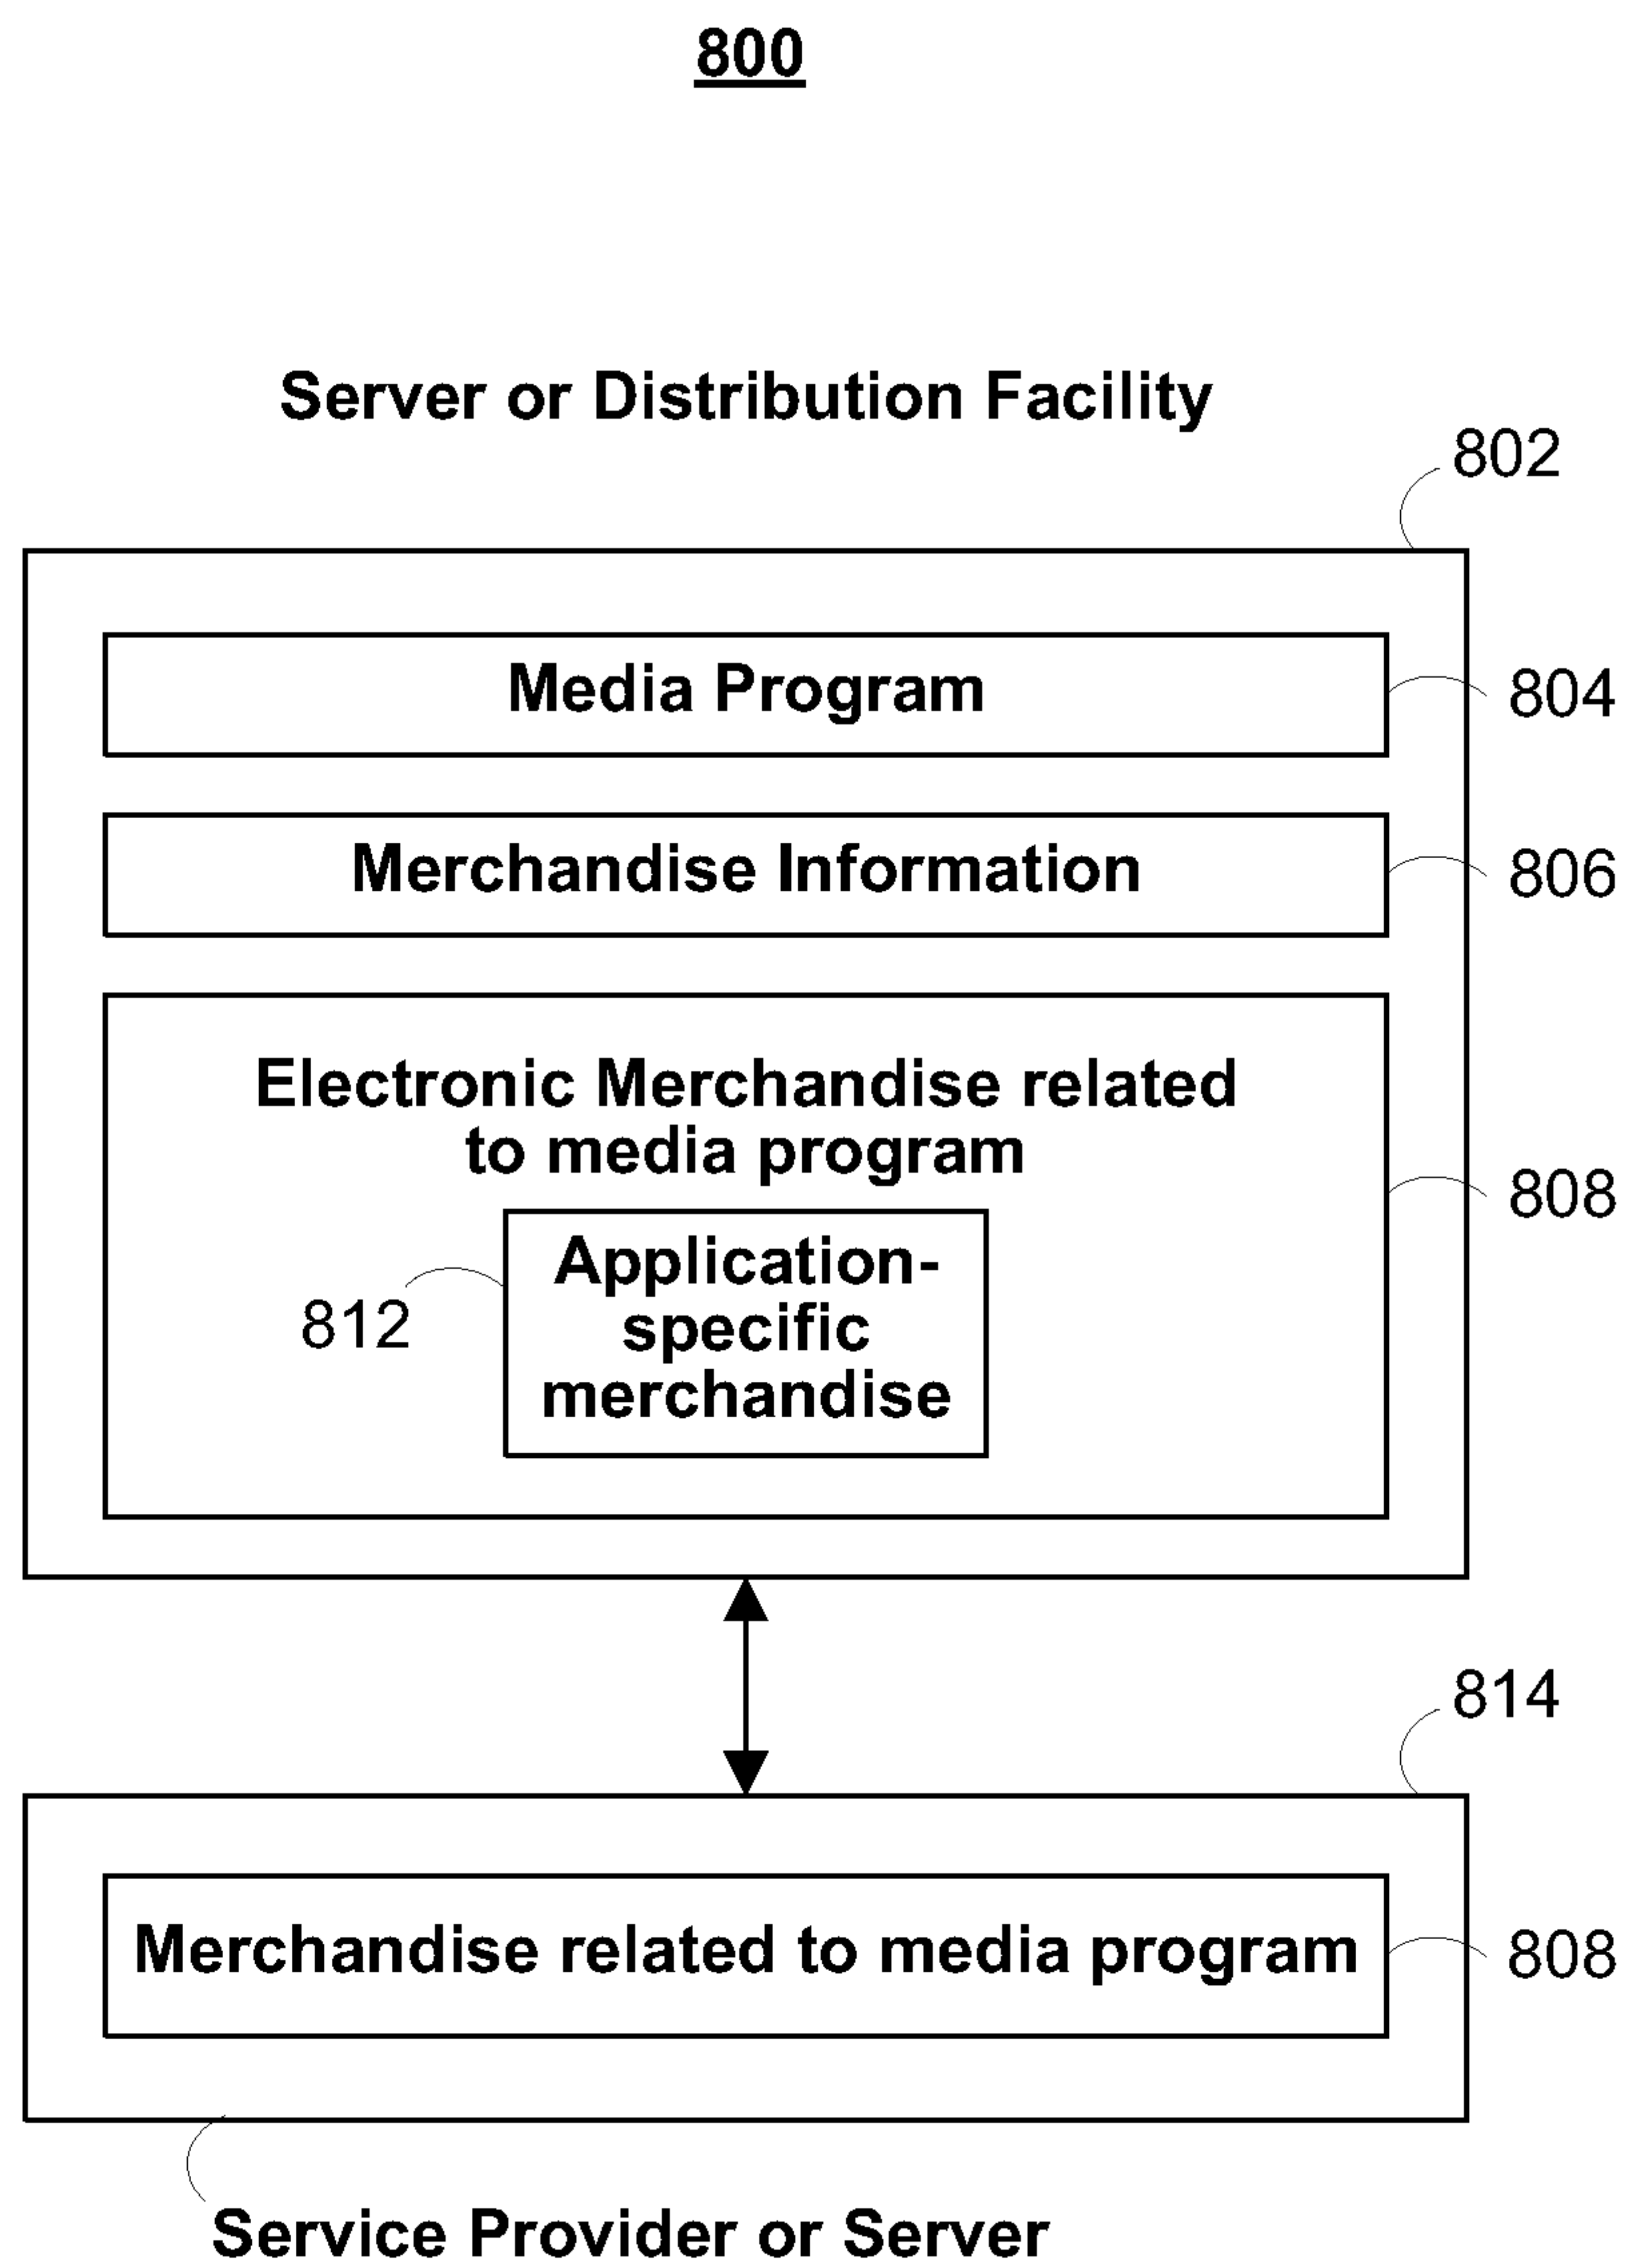 800
Server or Distribution Facility
802
Media Program
804
Merchandise Information
806
Electronic Merchandise related
to media program
808
Application-
specific
merchandise
812
814
Merchandise related to media program
808
Service Provider or Server